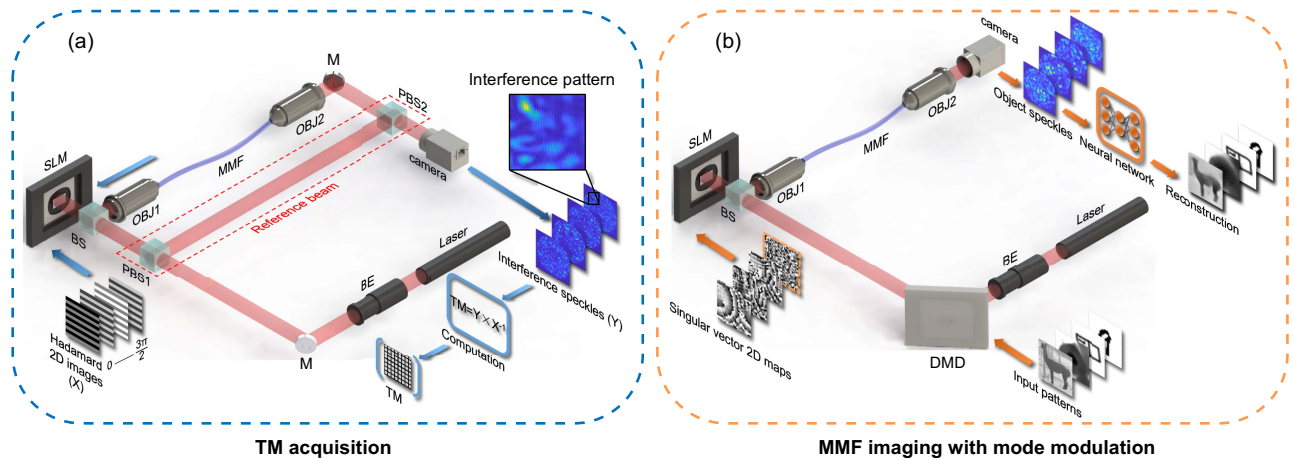 (a)
M
Interference pattern
PBS2
OBJ2
SLM
MMF
camera
OBJ1
Reference beam
BS
Laser
PBS1
BE
Interference speckles (Y)
TM=Y × X⁻¹
Hadamard
2D images
(X)
0 — 3π/2
Computation
M
TM
TM acquisition
(b)
camera
OBJ2
Object speckles
SLM
MMF
Neural network
OBJ1
Reconstruction
BS
Laser
BE
Singular vector 2D maps
DMD
Input patterns
MMF imaging with mode modulation